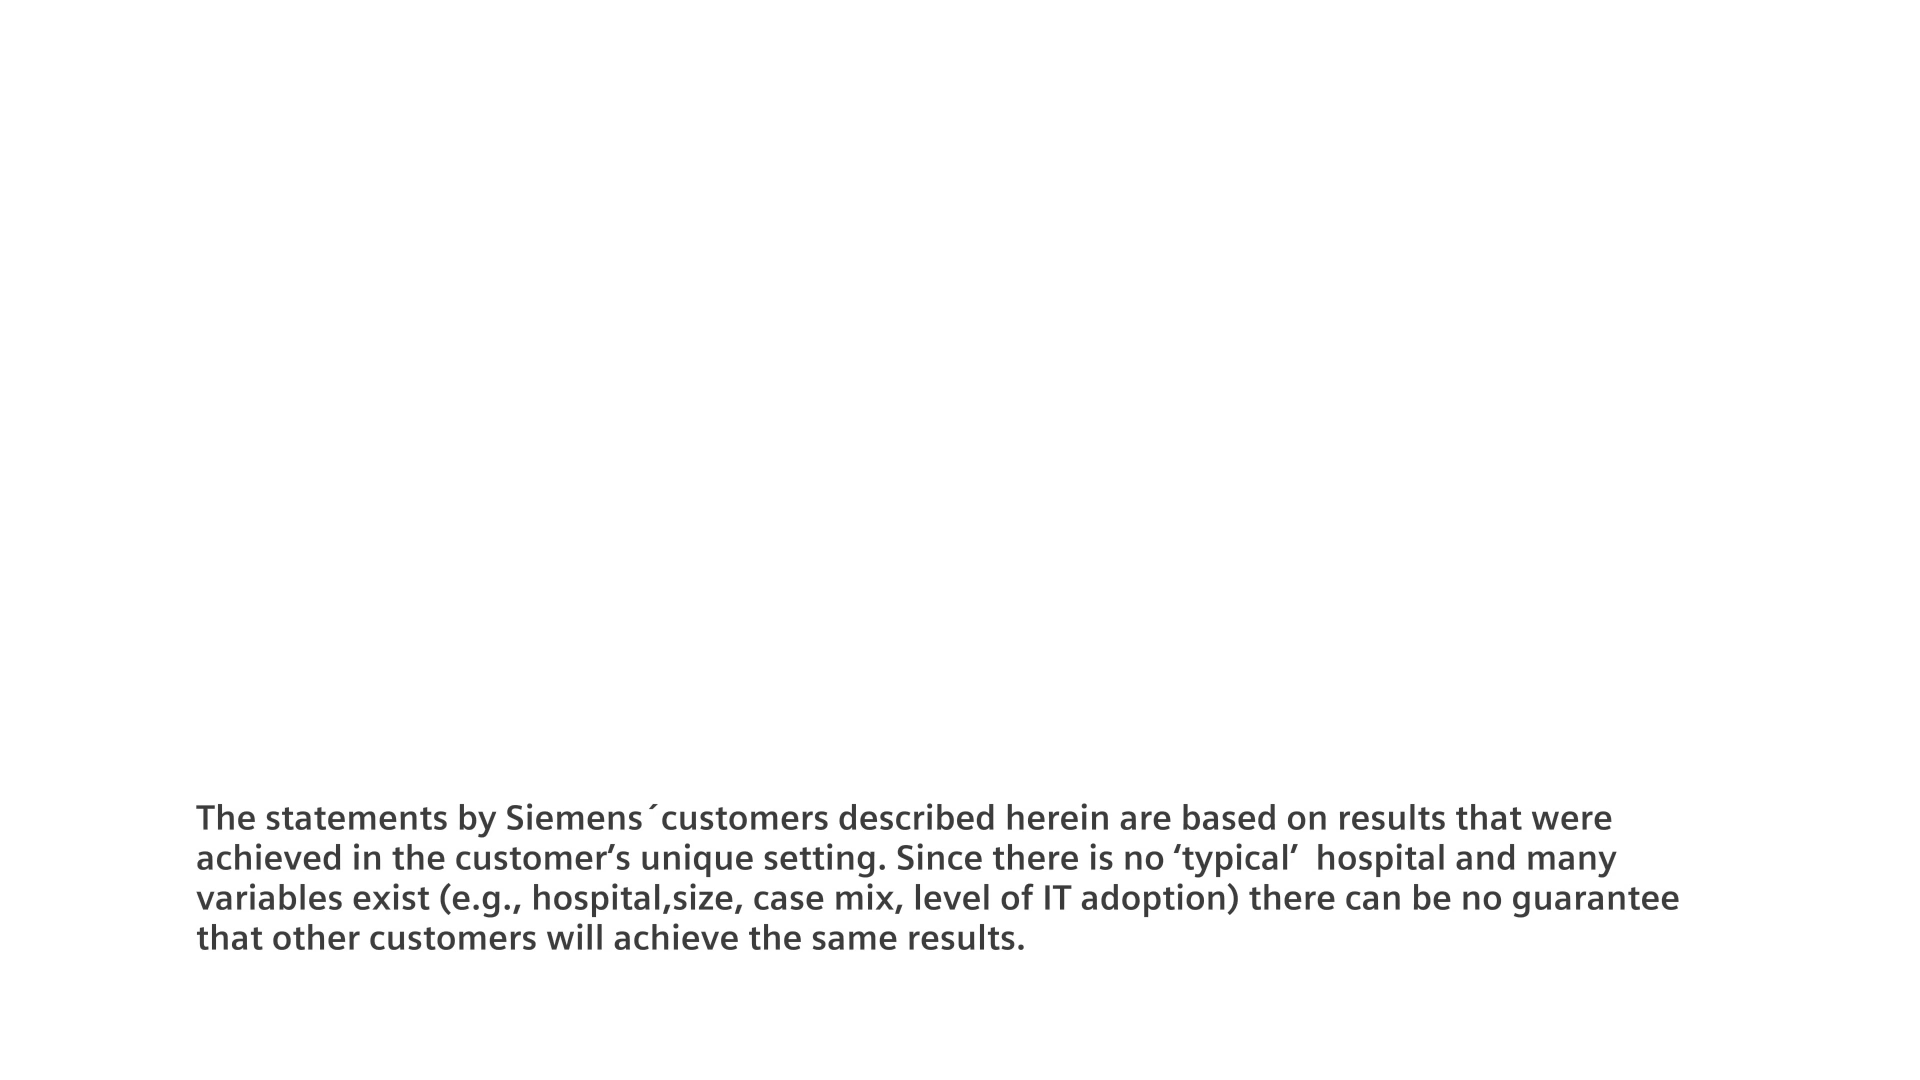 The statements by Siemens´customers described herein are based on results that were
achieved in the customer’s unique setting. Since there is no ‘typical’  hospital and many
variables exist (e.g., hospital,size, case mix, level of IT adoption) there can be no guarantee
that other customers will achieve the same results.